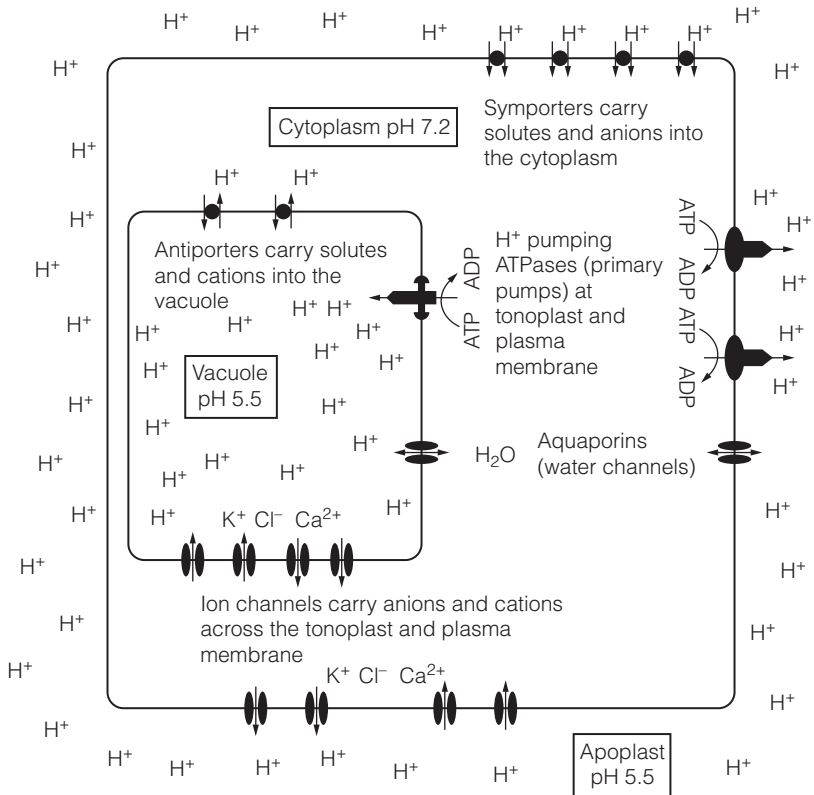 H⁺ H⁺ H⁺ H⁺ H⁺ H⁺ H⁺ H⁺ H⁺
H⁺ H⁺
Cytoplasm pH 7.2
Symporters carry
solutes and anions into
the cytoplasm
H⁺
H⁺ H⁺
H⁺ H⁺
Antiporters carry solutes
and cations into the
vacuole
H⁺ pumping
ATPases (primary
pumps) at
tonoplast and
plasma
membrane
ATP
ADP
ADP
ATP
ATP
ADP
H⁺ H⁺
H⁺ H⁺
H⁺ H⁺
H⁺ H⁺
H⁺ H⁺
H⁺ H⁺
H⁺ H⁺
Vacuole
pH 5.5
H⁺ H⁺
H⁺ H⁺
H⁺ H⁺
H⁺ H⁺
H⁺ H⁺
H₂O
Aquaporins
(water channels)
H⁺ H⁺
H⁺ K⁺ Cl⁻ Ca²⁺ H⁺
H⁺ H⁺
Ion channels carry anions and cations
across the tonoplast and plasma
membrane
H⁺ H⁺
K⁺ Cl⁻ Ca²⁺
H⁺ H⁺
H⁺
Apoplast
pH 5.5
H⁺ H⁺ H⁺ H⁺ H⁺ H⁺ H⁺